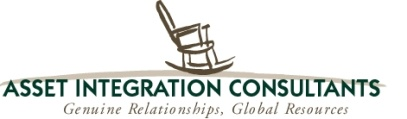 ASSET INTEGRATION CONSULTANTS
Genuine Relationships, Global Resources